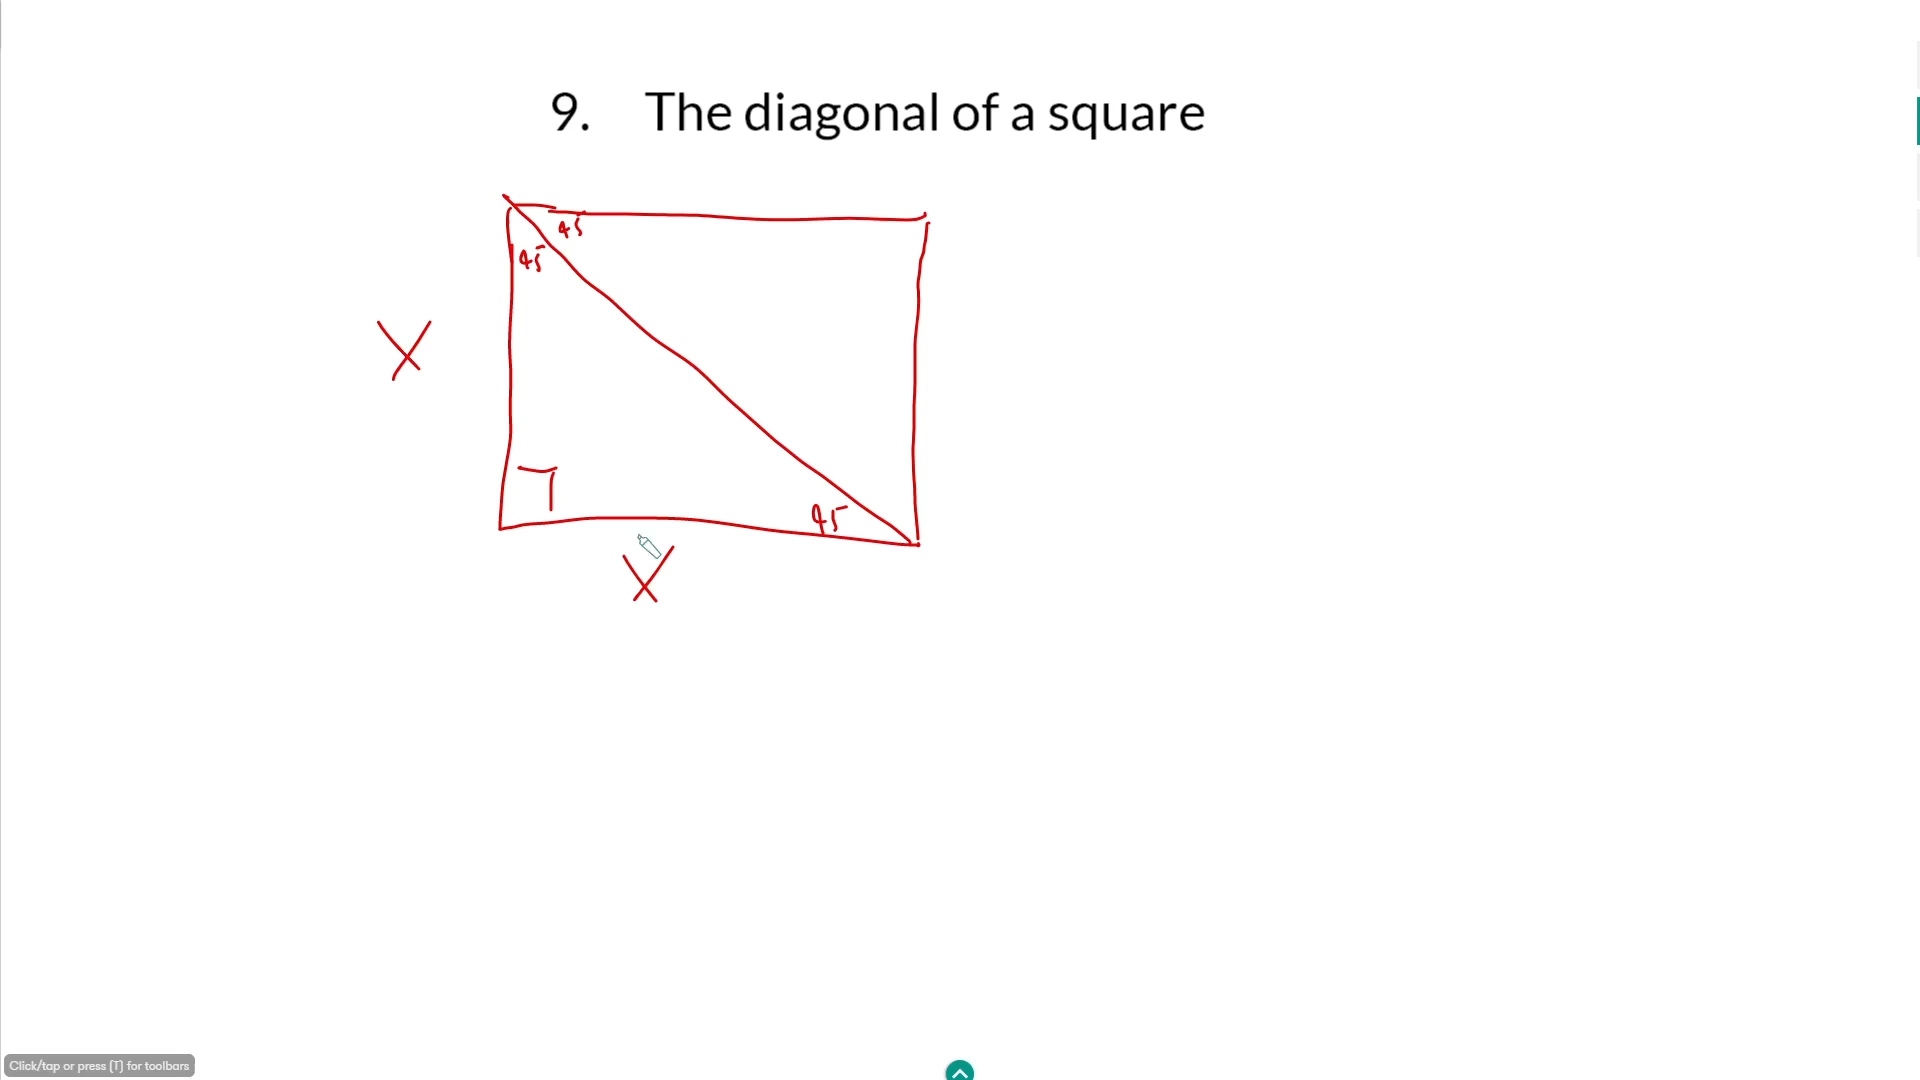 9. The diagonal of a square
45
45
X
45
X
Click/tap or press (T) for toolbars